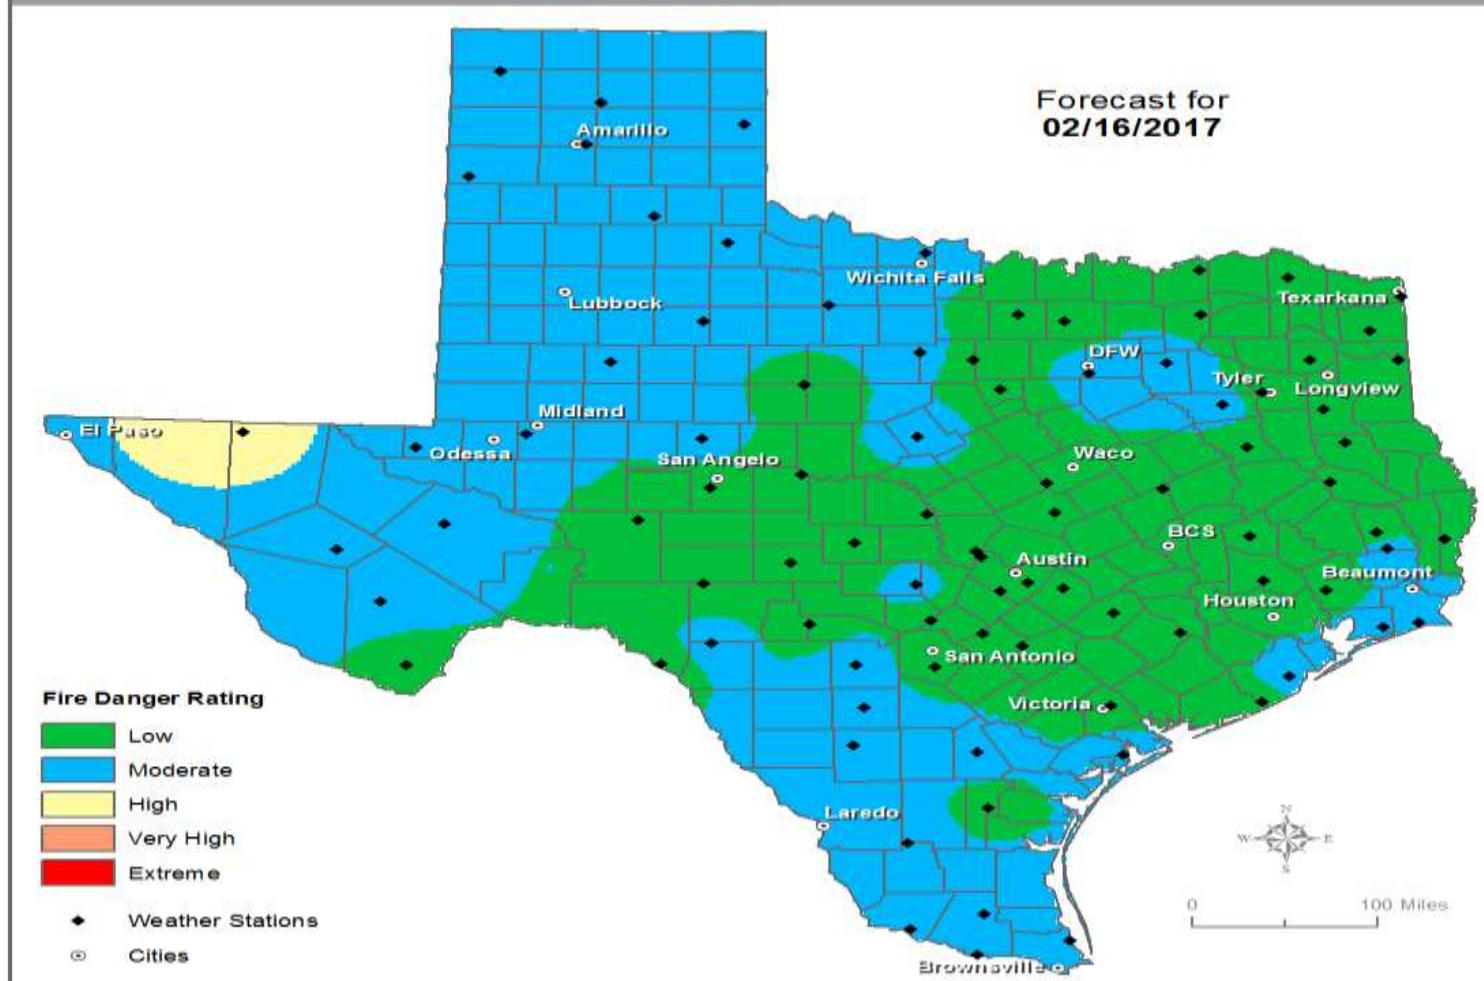 Forecast for
02/16/2017
Amarillo
Wichita Falls
Lubbock
Texarkana
DFW
Tyler
Longview
Midland
El Paso
Odessa
San Angelo
Waco
BCS
Austin
Beaumont
Houston
San Antonio
Victoria
Laredo
Brownsville
Fire Danger Rating
Low
Moderate
High
Very High
Extreme
Weather Stations
Cities
N
W
E
S
0
100 Miles